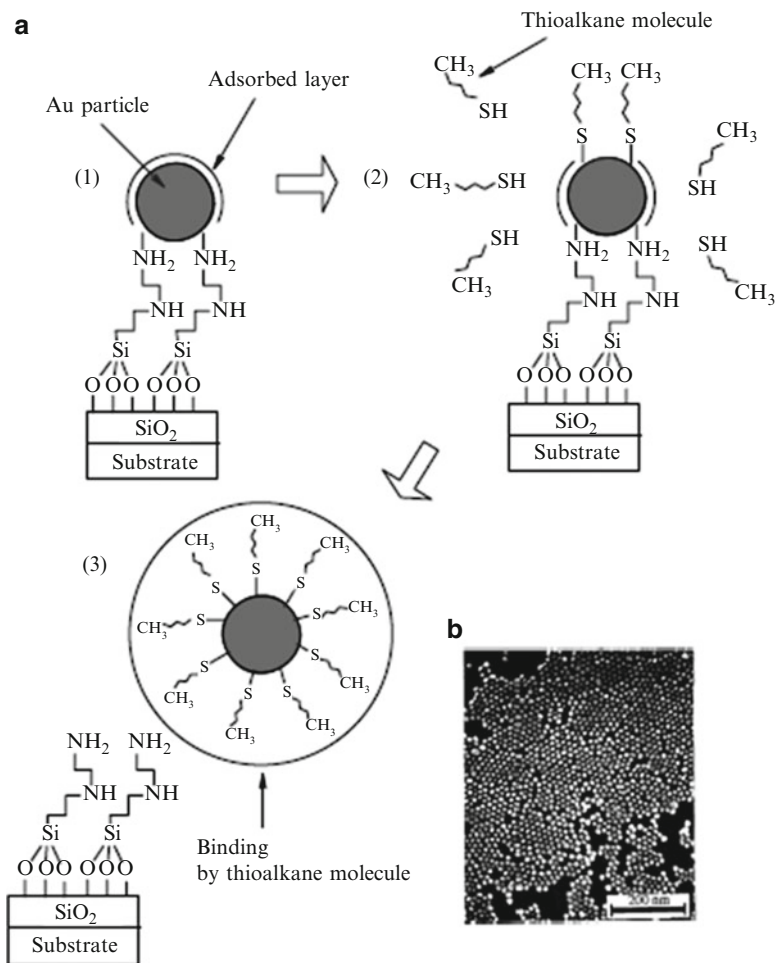 a
Thioalkane molecule
Adsorbed layer
Au particle
(1)
NH₂ NH₂
NH
NH
Si Si
O O O O O O
SiO₂
Substrate
(2)
CH₃
SH
CH₃ CH₃
S S
CH₃
SH
CH₃ SH
SH
CH₃
SH
CH₃
NH₂ NH₂
NH
NH
Si Si
O O O O O O
SiO₂
Substrate
(3)
CH₃
S
CH₃
S
CH₃
S
CH₃
S
CH₃
S
CH₃
S
CH₃
S
CH₃
S
CH₃
S
NH₂ NH₂
NH
NH
Si Si
O O O O O O
SiO₂
Substrate
Binding
by thioalkane molecule
b
200 nm